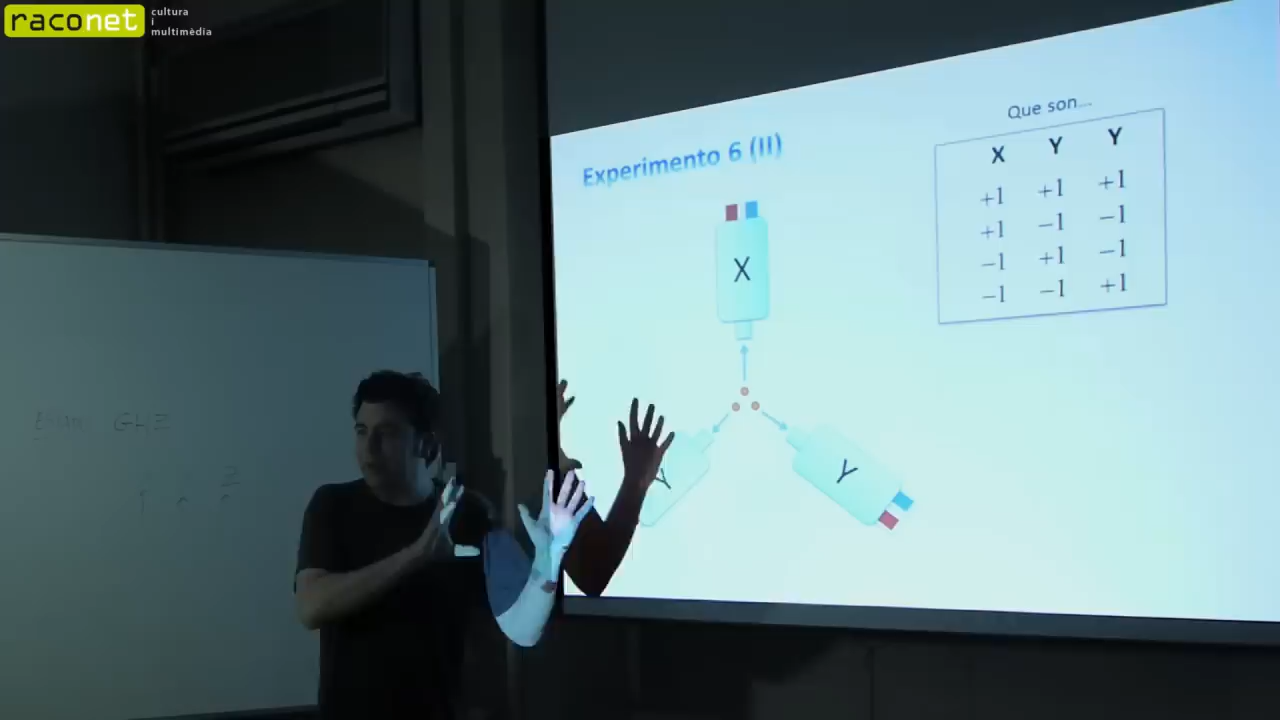 raconet
cultura
i
multimèdia
Que son...
Experimento 6 (II)
X Y Y
+1 +1 +1
+1 −1 −1
−1 +1 −1
−1 −1 +1
X
Y
Y
GHZ
Z